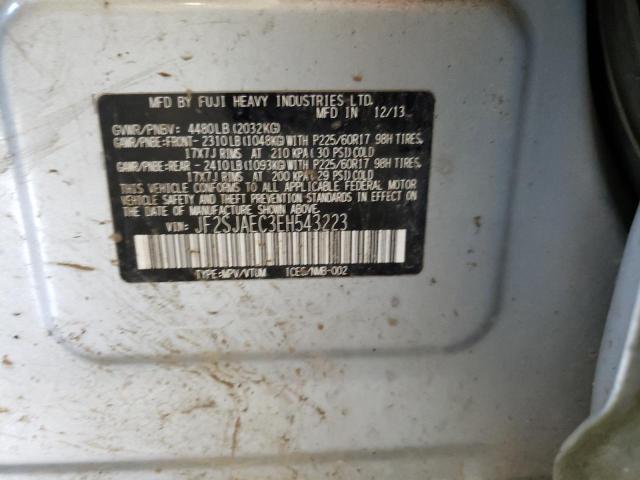 MFD BY FUJI HEAVY INDUSTRIES LTD.
MFD IN 12/13
GVWR/PNBV: 4480LB(2032KG)
GAWR/PNBE:FRONT-2310LB(1048KG)WITH P225/60R17 98H TIRES,
17X7J RIMS AT 210 KPA(30 PSI)COLD
GAWR/PNBE:REAR -2410LB(1093KG)WITH P225/60R17 98H TIRES,
17X7J RIMS AT 200 KPA(29 PSI)COLD
THIS VEHICLE CONFORMS TO ALL APPLICABLE FEDERAL MOTOR
VEHICLE SAFETY AND THEFT PREVENTION STANDARDS IN EFFECT
ON THE DATE OF MANUFACTURE SHOWN ABOVE.
VIN: JF2SJAEC3EH543223
TYPE:MPV/VTUM ICES/NMB-002